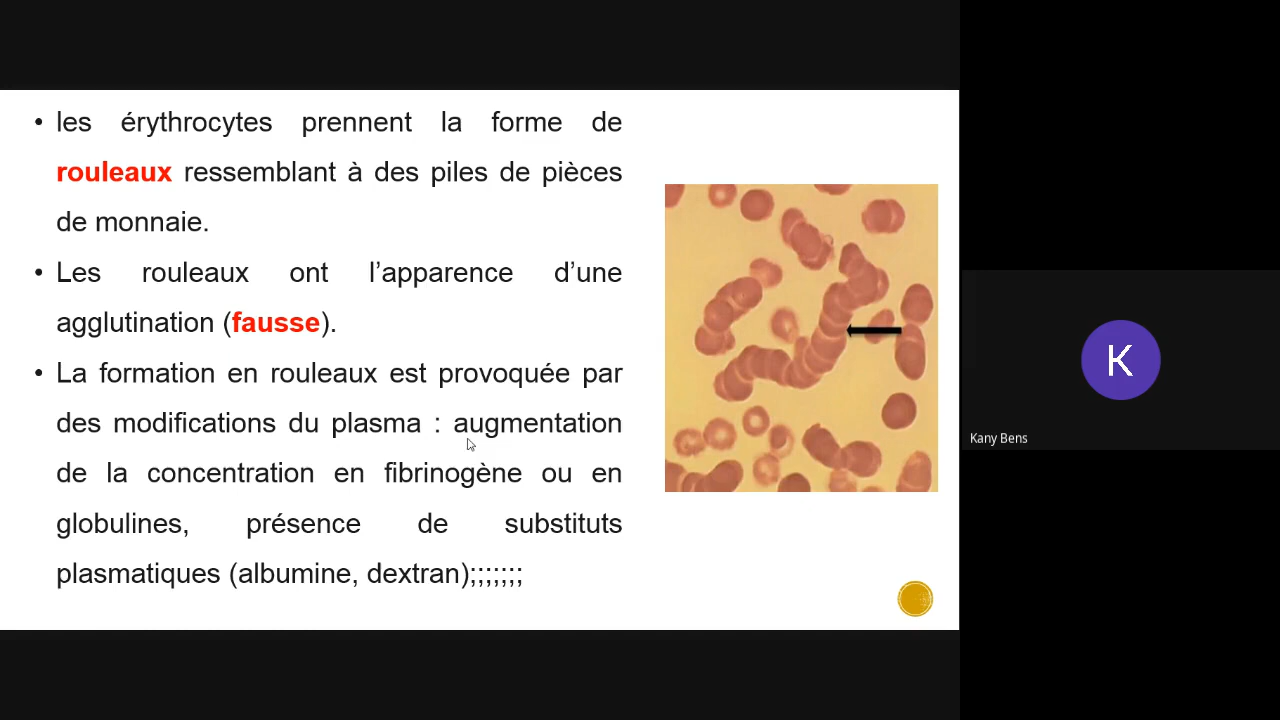 • les érythrocytes prennent la forme de
rouleaux ressemblant à des piles de pièces
de monnaie.
• Les rouleaux ont l’apparence d’une
agglutination (fausse).
• La formation en rouleaux est provoquée par
des modifications du plasma : augmentation
de la concentration en fibrinogène ou en
globulines, présence de substituts
plasmatiques (albumine, dextran);;;;;;;
K
Kany Bens